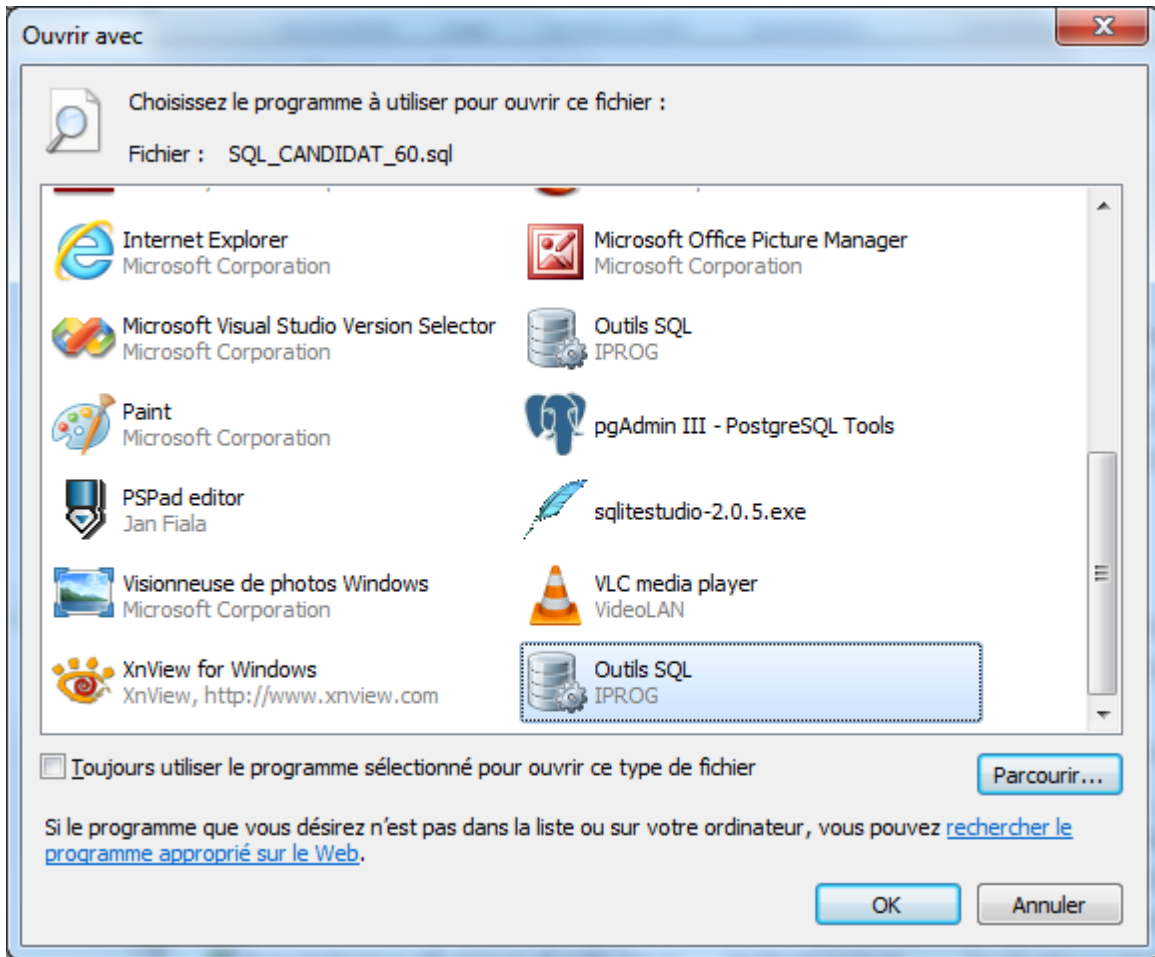 Ouvrir avec
Choisissez le programme à utiliser pour ouvrir ce fichier :
Fichier : SQL_CANDIDAT_60.sql
Internet Explorer
Microsoft Corporation
Microsoft Office Picture Manager
Microsoft Corporation
Microsoft Visual Studio Version Selector
Microsoft Corporation
Outils SQL
IPROG
Paint
Microsoft Corporation
pgAdmin III - PostgreSQL Tools
PSPad editor
Jan Fiala
sqlitestudio-2.0.5.exe
Visionneuse de photos Windows
Microsoft Corporation
VLC media player
VideoLAN
XnView for Windows
XnView, http://www.xnview.com
Outils SQL
IPROG
Toujours utiliser le programme sélectionné pour ouvrir ce type de fichier
Parcourir...
Si le programme que vous désirez n'est pas dans la liste ou sur votre ordinateur, vous pouvez rechercher le
programme approprié sur le Web.
OK
Annuler